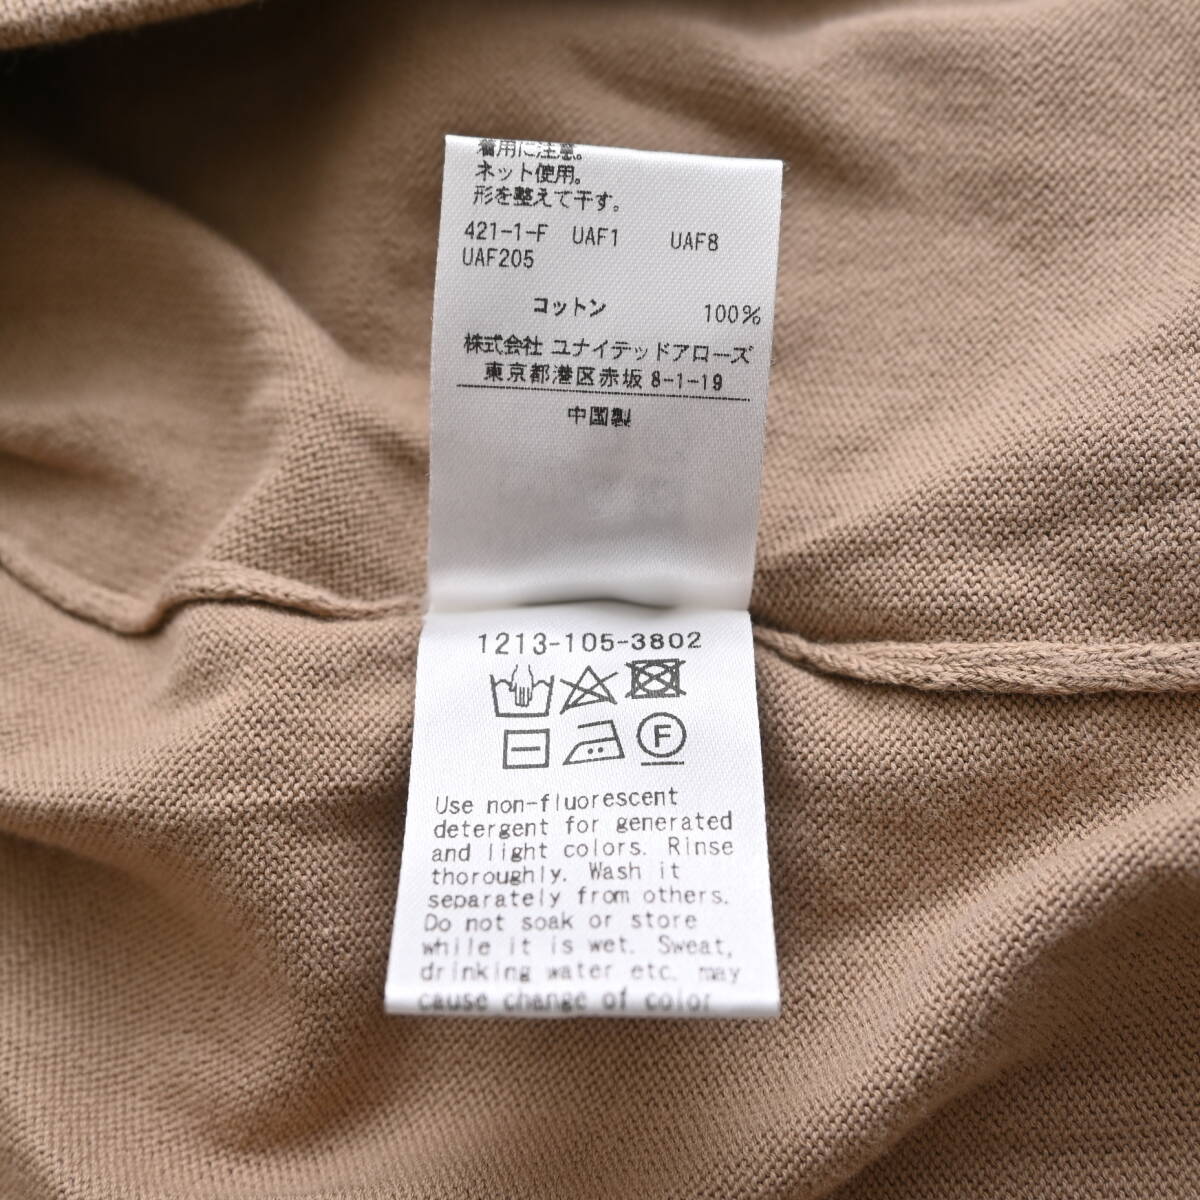 着用に注意。
ネット使用。
形を整えて干す。
421-1-F UAF1 UAF8
UAF205
コットン 100%
株式会社 ユナイテッドアローズ
東京都港区赤坂 8-1-19
中国製
1213-105-3802
F
Use non-fluorescent
detergent for generated
and light colors. Rinse
thoroughly. Wash it
separately from others.
Do not soak or store
while it is wet. Sweat,
drinking water etc. may
cause change of color